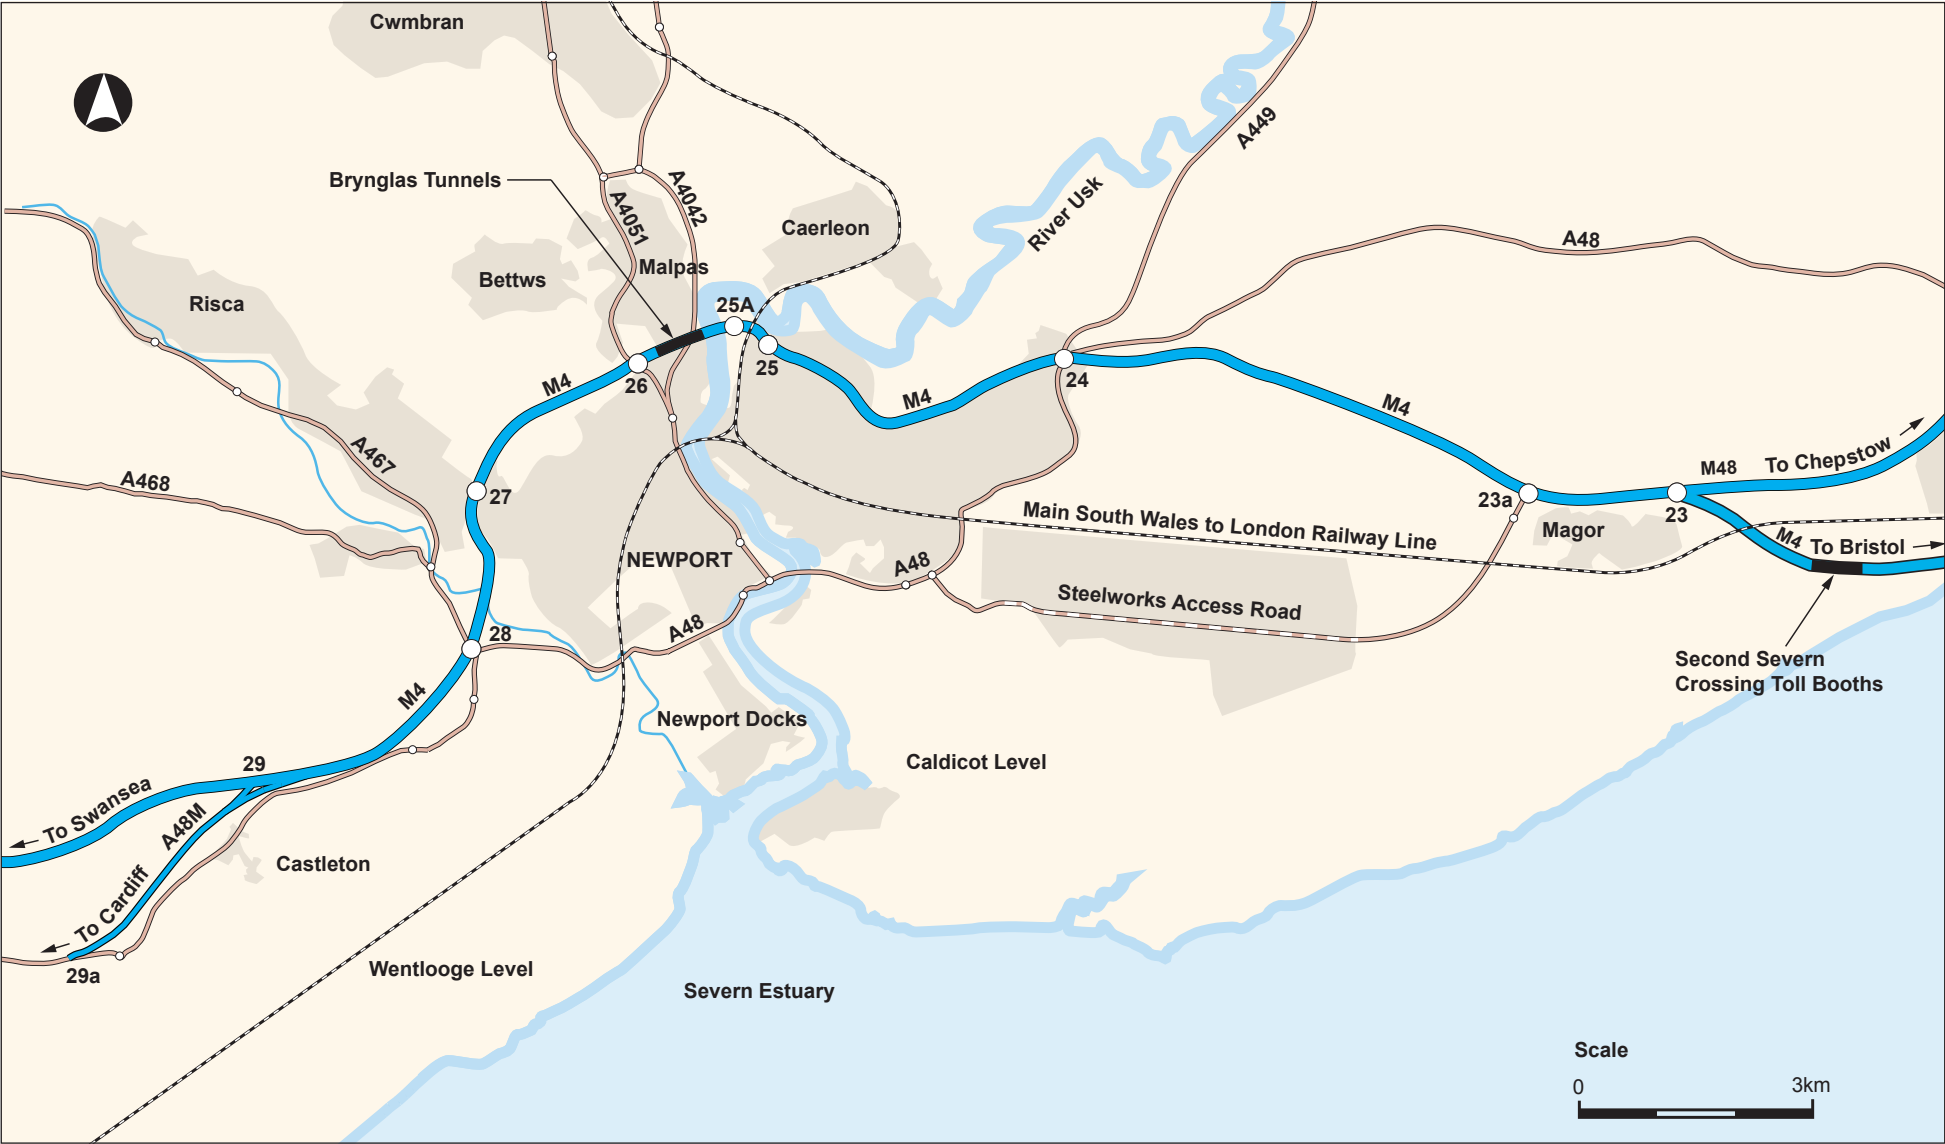 Cwmbran
A449
Brynglas Tunnels
A4042
A4051
River Usk
Caerleon
A48
Malpas
Bettws
Risca
25A
25
26
24
M4
M4
M4
A467
A468
27
M48
To Chepstow
23a
23
Magor
Main South Wales to London Railway Line
M4
To Bristol
NEWPORT
A48
Steelworks Access Road
28
A48
Second Severn
Crossing Toll Booths
M4
Newport Docks
Caldicot Level
29
To Swansea
A48M
Castleton
To Cardiff
29a
Wentlooge Level
Severn Estuary
Scale
0
3km